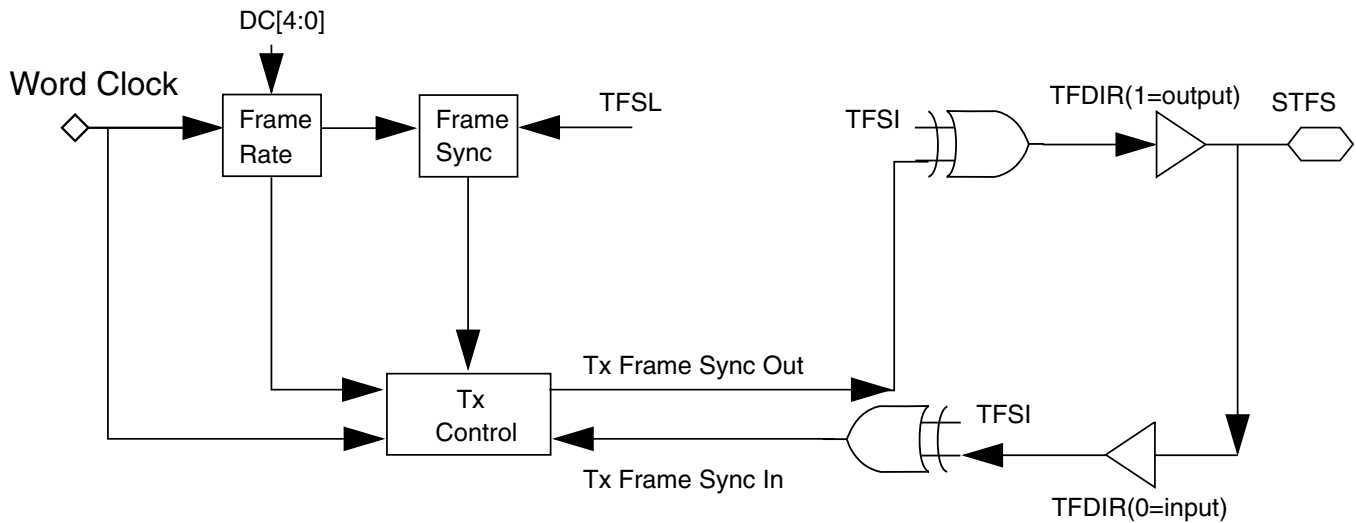 DC[4:0]
Word Clock
Frame
Rate
Frame
Sync
TFSL
TFSI
TFDIR(1=output)
STFS
Tx Frame Sync Out
Tx
Control
TFSI
Tx Frame Sync In
TFDIR(0=input)